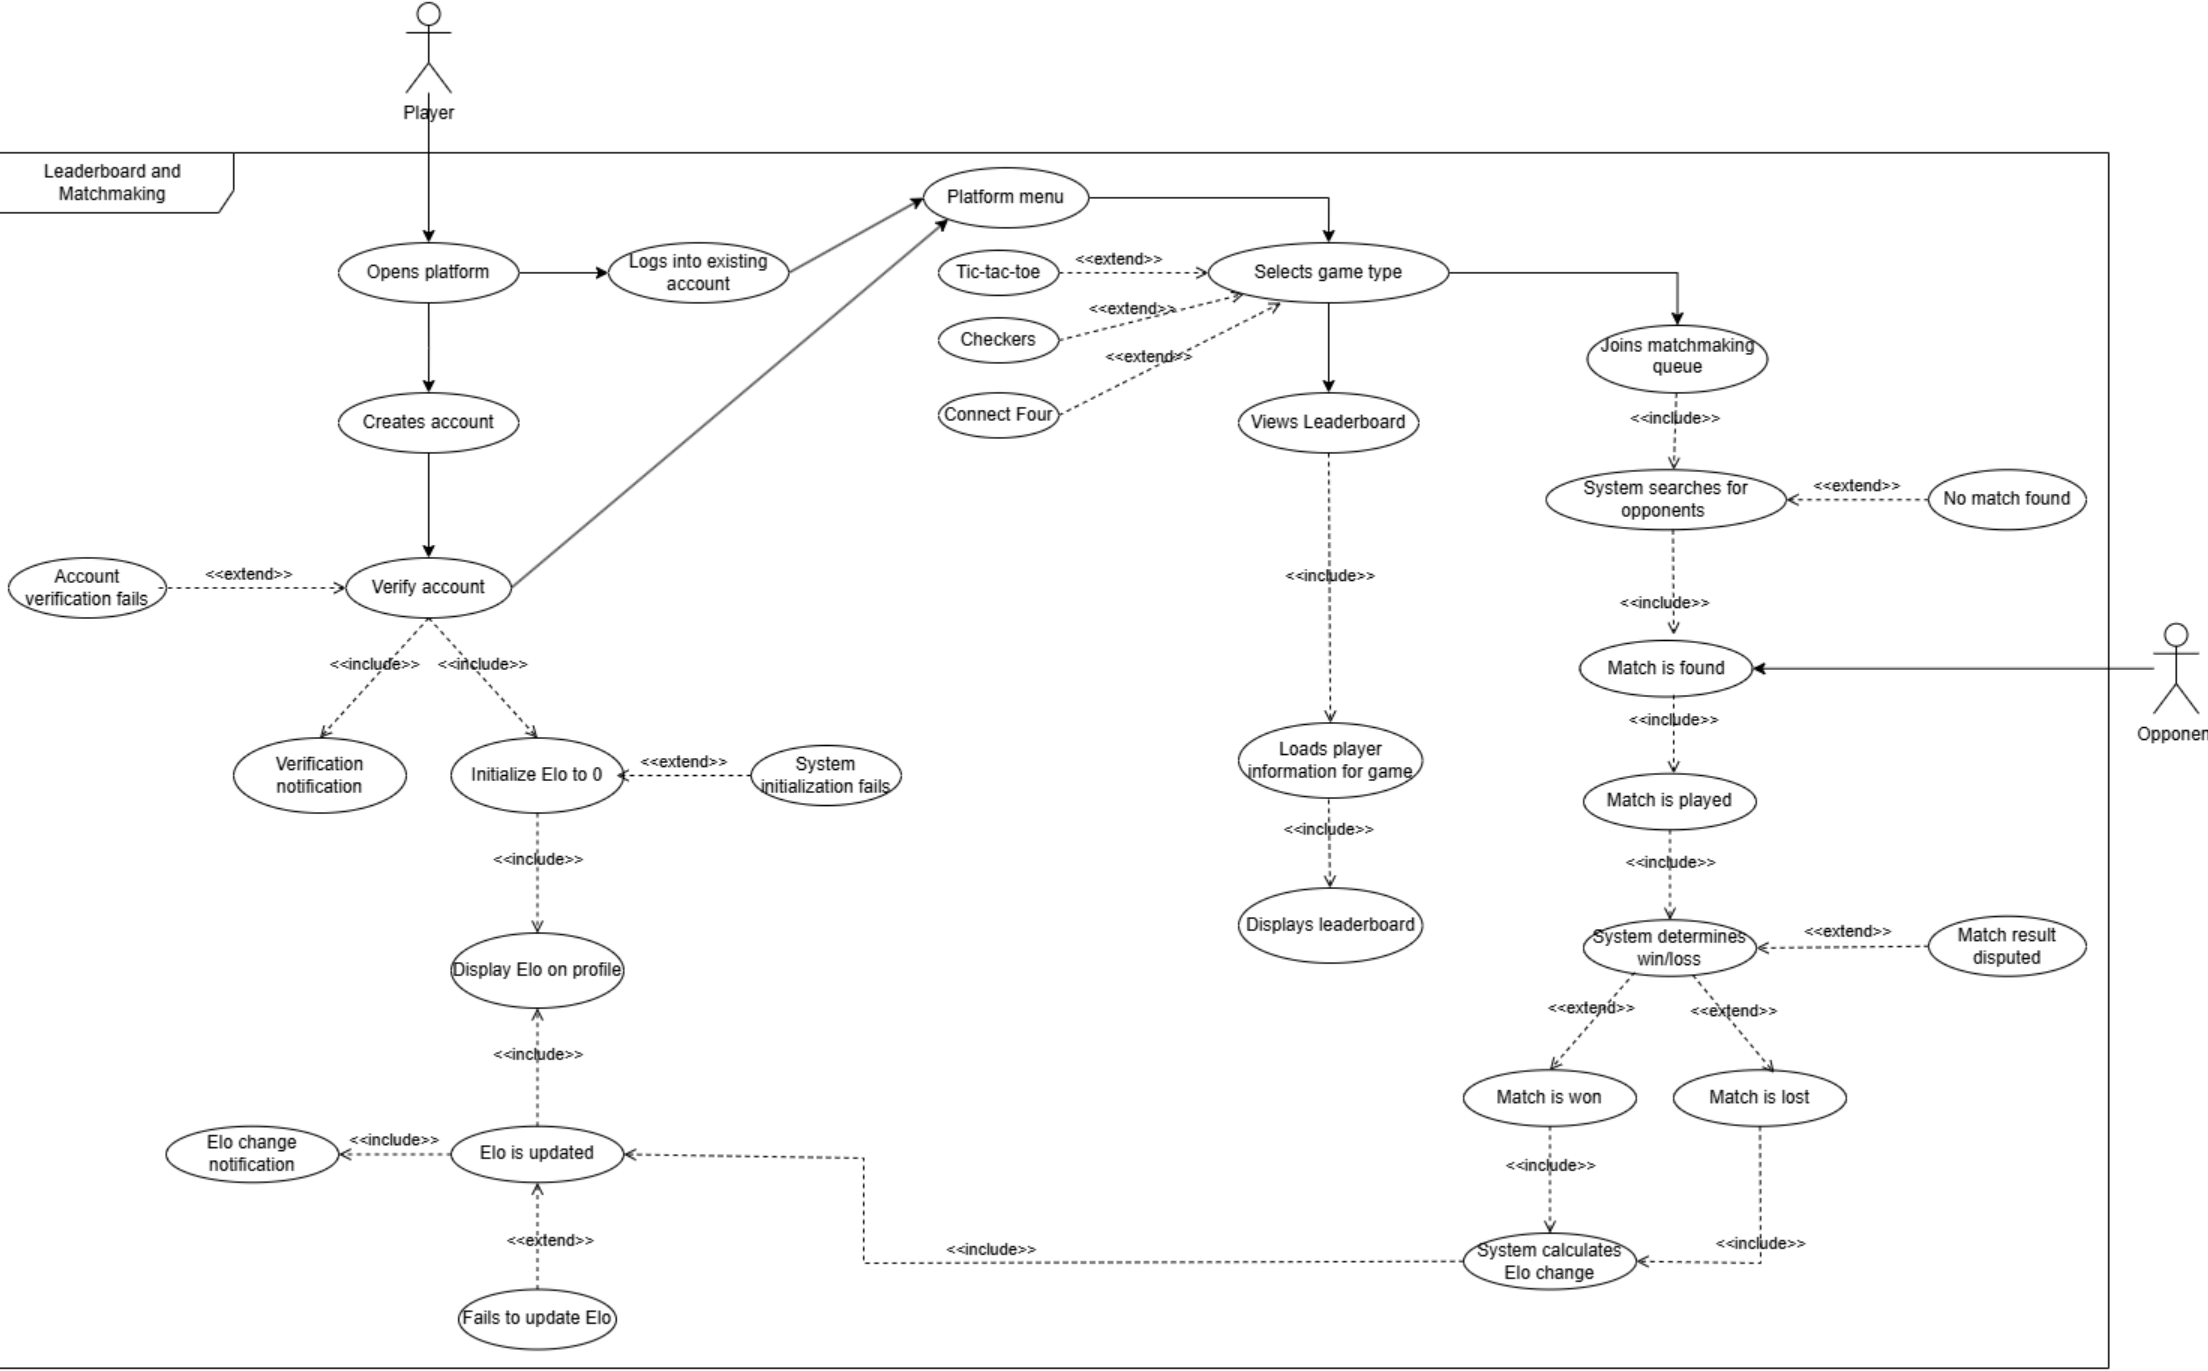 Player
Leaderboard and
Matchmaking
Platform menu
Opens platform
Logs into existing
account
Tic-tac-toe
<<extend>>
Selects game type
Checkers
<<extend>>
Connect Four
<<extend>>
Joins matchmaking
queue
Creates account
Views Leaderboard
<<include>>
System searches for
opponents
<<extend>>
No match found
Account
verification fails
<<extend>>
Verify account
<<include>>
<<include>>
Match is found
Opponen
<<include>>
<<include>>
<<include>>
Verification
notification
Initialize Elo to 0
<<extend>>
System
initialization fails
Loads player
information for game
Match is played
<<include>>
<<include>>
<<include>>
Displays leaderboard
System determines
win/loss
<<extend>>
Match result
disputed
Display Elo on profile
<<extend>>
<<extend>>
<<include>>
Match is won
Match is lost
Elo change
notification
<<include>>
Elo is updated
<<include>>
<<extend>>
<<include>>
System calculates
Elo change
<<include>>
Fails to update Elo